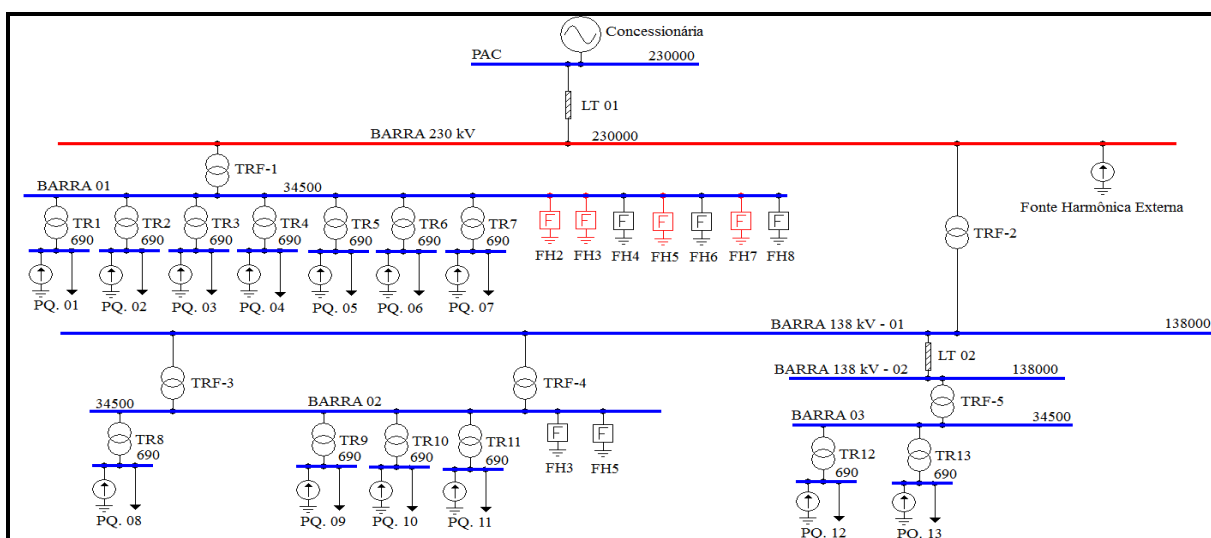 Concessionária
PAC 230000
LT 01
BARRA 230 kV 230000
TRF-1
BARRA 01 34500
TR1 TR2 TR3 TR4 TR5 TR6 TR7
690 690 690 690 690 690 690
F F F F F F F
FH2 FH3 FH4 FH5 FH6 FH7 FH8
Fonte Harmônica Externa
TRF-2
PQ. 01 PQ. 02 PQ. 03 PQ. 04 PQ. 05 PQ. 06 PQ. 07
BARRA 138 kV - 01 138000
LT 02
BARRA 138 kV - 02 138000
TRF-3 TRF-4 TRF-5
34500 BARRA 02
BARRA 03 34500
TR8 TR9 TR10 TR11
690 690 690 690
F F
FH3 FH5
TR12 TR13
690 690
PQ. 08 PQ. 09 PQ. 10 PQ. 11
PQ. 12 PQ. 13